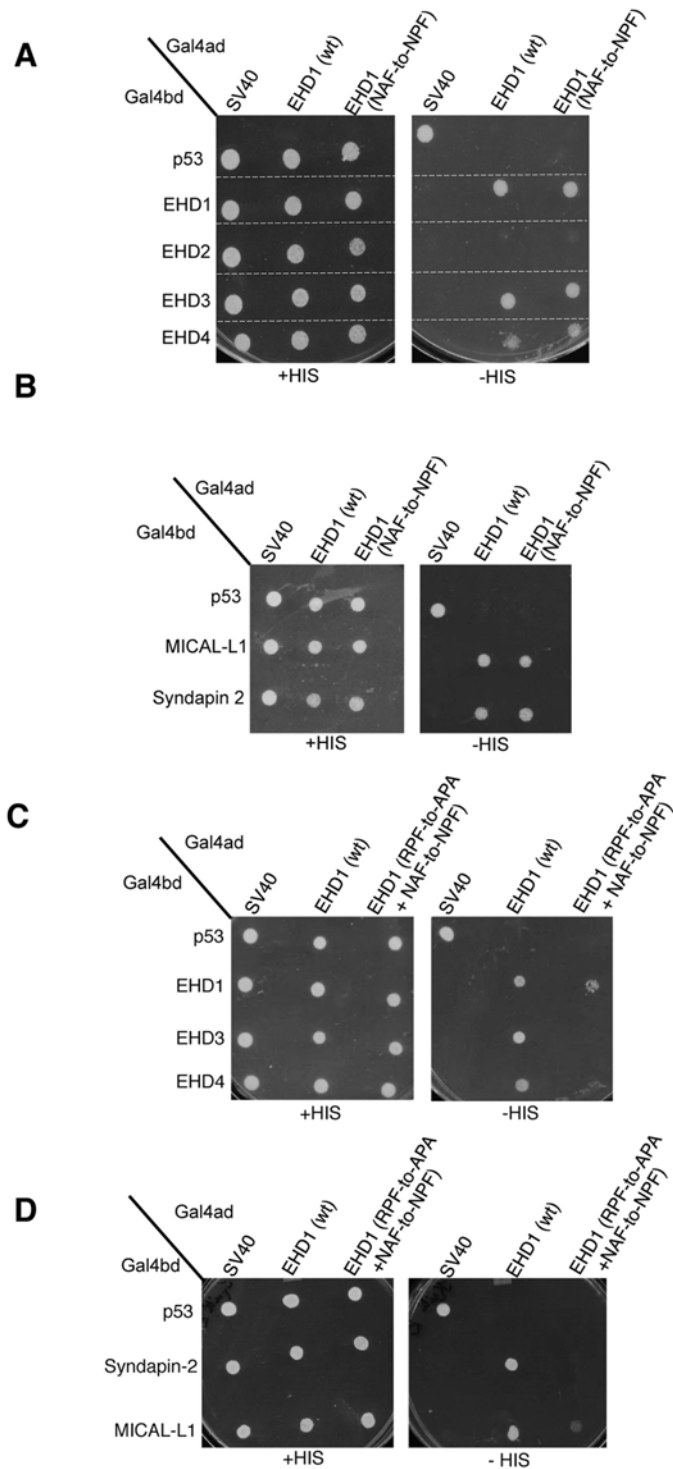 A
Gal4ad
Gal4bd
SV40
EHD1 (wt)
EHD1
(NAF-to-NPF)
SV40
EHD1 (wt)
EHD1
(NAF-to-NPF)
p53
EHD1
EHD2
EHD3
EHD4
+HIS
-HIS
B
Gal4ad
Gal4bd
SV40
EHD1 (wt)
EHD1
(NAF-to-NPF)
SV40
EHD1 (wt)
EHD1
(NAF-to-NPF)
p53
MICAL-L1
Syndapin 2
+HIS
-HIS
C
Gal4ad
Gal4bd
SV40
EHD1 (wt)
EHD1 (RPF-to-APA
+ NAF-to-NPF)
SV40
EHD1 (wt)
EHD1 (RPF-to-APA
+ NAF-to-NPF)
p53
EHD1
EHD3
EHD4
+HIS
-HIS
D
Gal4ad
Gal4bd
SV40
EHD1 (wt)
EHD1 (RPF-to-APA
+NAF-to-NPF)
SV40
EHD1 (wt)
EHD1 (RPF-to-APA
+NAF-to-NPF)
p53
Syndapin-2
MICAL-L1
+HIS
- HIS